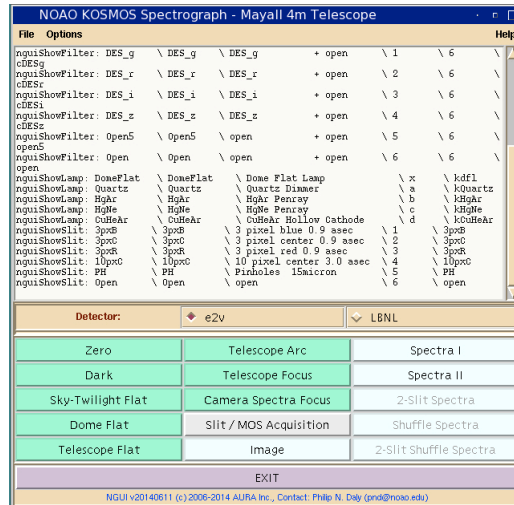 NOAO KOSMOS Spectrograph - Mayall 4m Telescope
File Options Help
nguiShowFilter: DES_g \ DES_g \ DES_g + open \ 1 \ 6 \
cDESg
nguiShowFilter: DES_r \ DES_r \ DES_r + open \ 2 \ 6 \
cDESr
nguiShowFilter: DES_i \ DES_i \ DES_i + open \ 3 \ 6 \
cDESi
nguiShowFilter: DES_z \ DES_z \ DES_z + open \ 4 \ 6 \
cDESz
nguiShowFilter: Open5 \ Open5 \ open + open \ 5 \ 6 \
open5
nguiShowFilter: Open \ Open \ open + open \ 6 \ 6 \
open
nguiShowLamp: DomeFlat \ DomeFlat \ Dome Flat Lamp \ x \ kdfl
nguiShowLamp: Quartz \ Quartz \ Quartz Dimmer \ a \ kQuartz
nguiShowLamp: HgAr \ HgAr \ HgAr Penray \ b \ kHgAr
nguiShowLamp: HgNe \ HgNe \ HgNe Penray \ c \ kHgNe
nguiShowLamp: CuHeAr \ CuHeAr \ CuHeAr Hollow Cathode \ d \ kCuHeAr
nguiShowSlit: 3pxB \ 3pxB \ 3 pixel blue 0.9 asec \ 1 \ 3pxB
nguiShowSlit: 3pxC \ 3pxC \ 3 pixel center 0.9 asec \ 2 \ 3pxC
nguiShowSlit: 3pxR \ 3pxR \ 3 pixel red 0.9 asec \ 3 \ 3pxR
nguiShowSlit: 10pxC \ 10pxC \ 10 pixel center 3.0 asec \ 4 \ 10pxC
nguiShowSlit: PH \ PH \ Pinholes 15micron \ 5 \ PH
nguiShowSlit: Open \ Open \ open \ 6 \ open
Detector: e2v LBNL
Zero Telescope Arc Spectra I
Dark Telescope Focus Spectra II
Sky-Twilight Flat Camera Spectra Focus 2-Slit Spectra
Dome Flat Slit / MOS Acquisition Shuffle Spectra
Telescope Flat Image 2-Slit Shuffle Spectra
EXIT
NGUI v20140611 (c) 2006-2014 AURA Inc., Contact: Philip N. Daly (pnd@noao.edu)